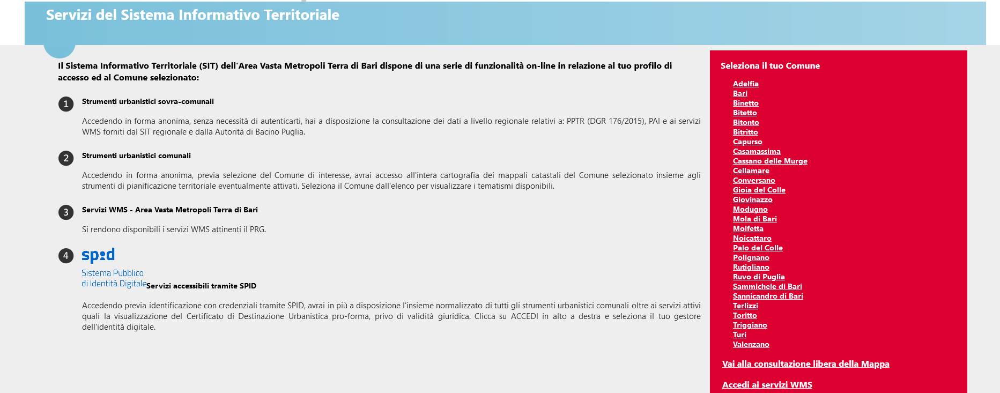 Servizi del Sistema Informativo Territoriale
Il Sistema Informativo Territoriale (SIT) dell'Area Vasta Metropoli Terra di Bari dispone di una serie di funzionalità on-line in relazione al tuo profilo di
accesso ed al Comune selezionato:
1 Strumenti urbanistici sovra-comunali
Accedendo in forma anonima, senza necessità di autenticarti, hai a disposizione la consultazione dei dati a livello regionale relativi a: PPTR (DGR 176/2015), PAI e ai servizi
WMS forniti dal SIT regionale e dalla Autorità di Bacino Puglia.
2 Strumenti urbanistici comunali
Accedendo in forma anonima, previa selezione del Comune di interesse, avrai accesso all'intera cartografia dei mappali catastali del Comune selezionato insieme agli
strumenti di pianificazione territoriale eventualmente attivati. Seleziona il Comune dall'elenco per visualizzare i tematismi disponibili.
3 Servizi WMS - Area Vasta Metropoli Terra di Bari
Si rendono disponibili i servizi WMS attinenti il PRG.
4 spid
Sistema Pubblico
di Identità Digitale Servizi accessibili tramite SPID
Accedendo previa identificazione con credenziali tramite SPID, avrai in più a disposizione l'insieme normalizzato di tutti gli strumenti urbanistici comunali oltre ai servizi attivi
quali la visualizzazione del Certificato di Destinazione Urbanistica pro-forma, privo di validità giuridica. Clicca su ACCEDI in alto a destra e seleziona il tuo gestore
dell'identità digitale.
Seleziona il tuo Comune
Adelfia
Bari
Binetto
Bitetto
Bitonto
Bitritto
Capurso
Casamassima
Cassano delle Murge
Cellamare
Conversano
Gioia del Colle
Giovinazzo
Modugno
Mola di Bari
Molfetta
Noicattaro
Palo del Colle
Polignano
Rutigliano
Ruvo di Puglia
Sammichele di Bari
Sannicandro di Bari
Terlizzi
Toritto
Triggiano
Turi
Valenzano
Vai alla consultazione libera della Mappa
Accedi ai servizi WMS